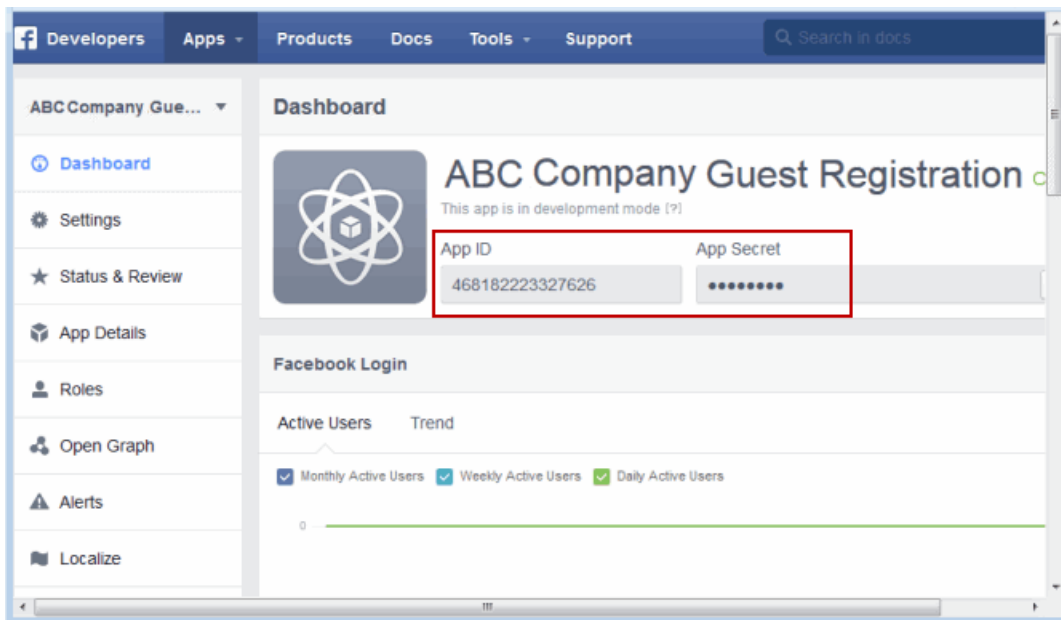 Developers Apps Products Docs Tools Support Search in docs
ABC Company Gue...
Dashboard
Settings
Status & Review
App Details
Roles
Open Graph
Alerts
Localize
Dashboard
ABC Company Guest Registration
This app is in development mode [?]
App ID App Secret
468182223327626 ••••••••
Facebook Login
Active Users Trend
Monthly Active Users Weekly Active Users Daily Active Users
0